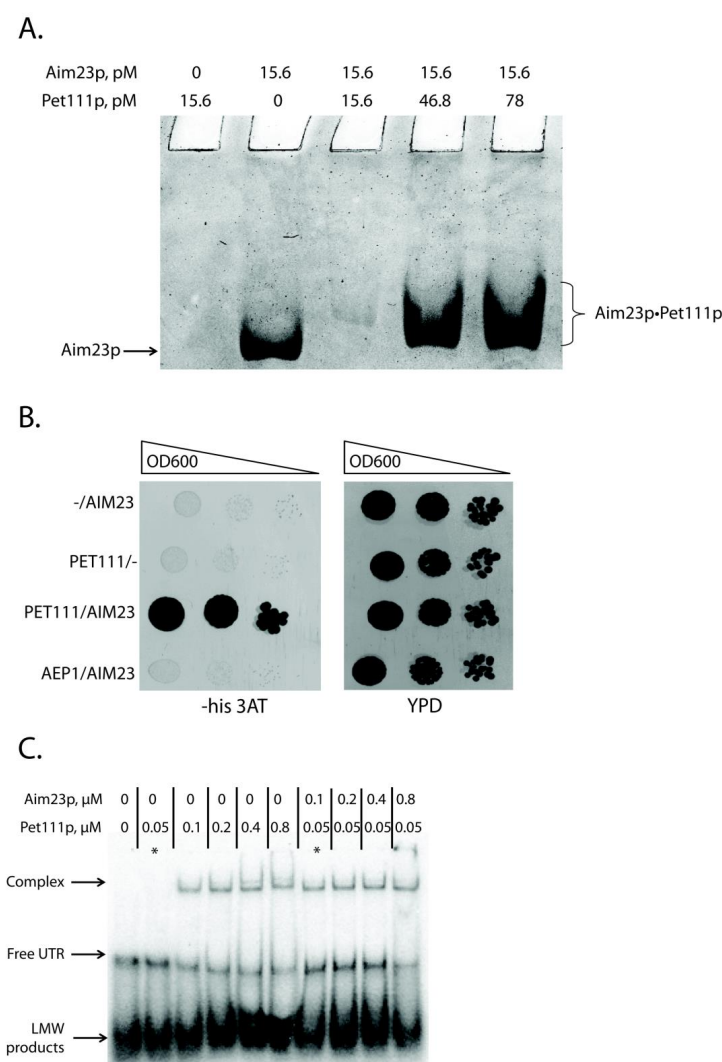 A.
Aim23p, pM 0 15.6 15.6 15.6 15.6
Pet111p, pM 15.6 0 15.6 46.8 78
Aim23p•Pet111p
Aim23p
B.
OD600 OD600
-/AIM23
PET111/-
PET111/AIM23
AEP1/AIM23
-his 3AT YPD
C.
Aim23p, µM 0 0 0 0 0 0 0.1 0.2 0.4 0.8
Pet111p, µM 0 0.05 0.1 0.2 0.4 0.8 0.05 0.05 0.05 0.05
* *
Complex
Free UTR
LMW
products